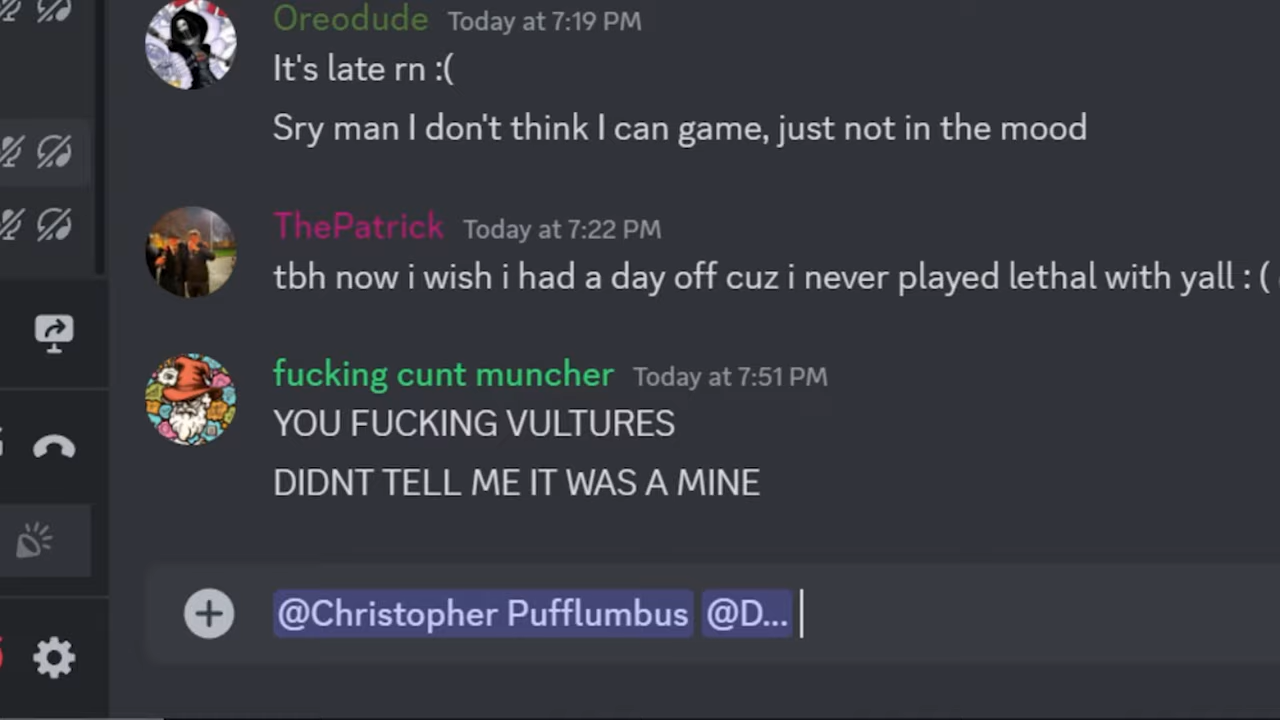 Oreodude Today at 7:19 PM
It's late rn :(
Sry man I don't think I can game, just not in the mood
ThePatrick Today at 7:22 PM
tbh now i wish i had a day off cuz i never played lethal with yall : (
fucking cunt muncher Today at 7:51 PM
YOU FUCKING VULTURES
DIDNT TELL ME IT WAS A MINE
@Christopher Pufflumbus @D...